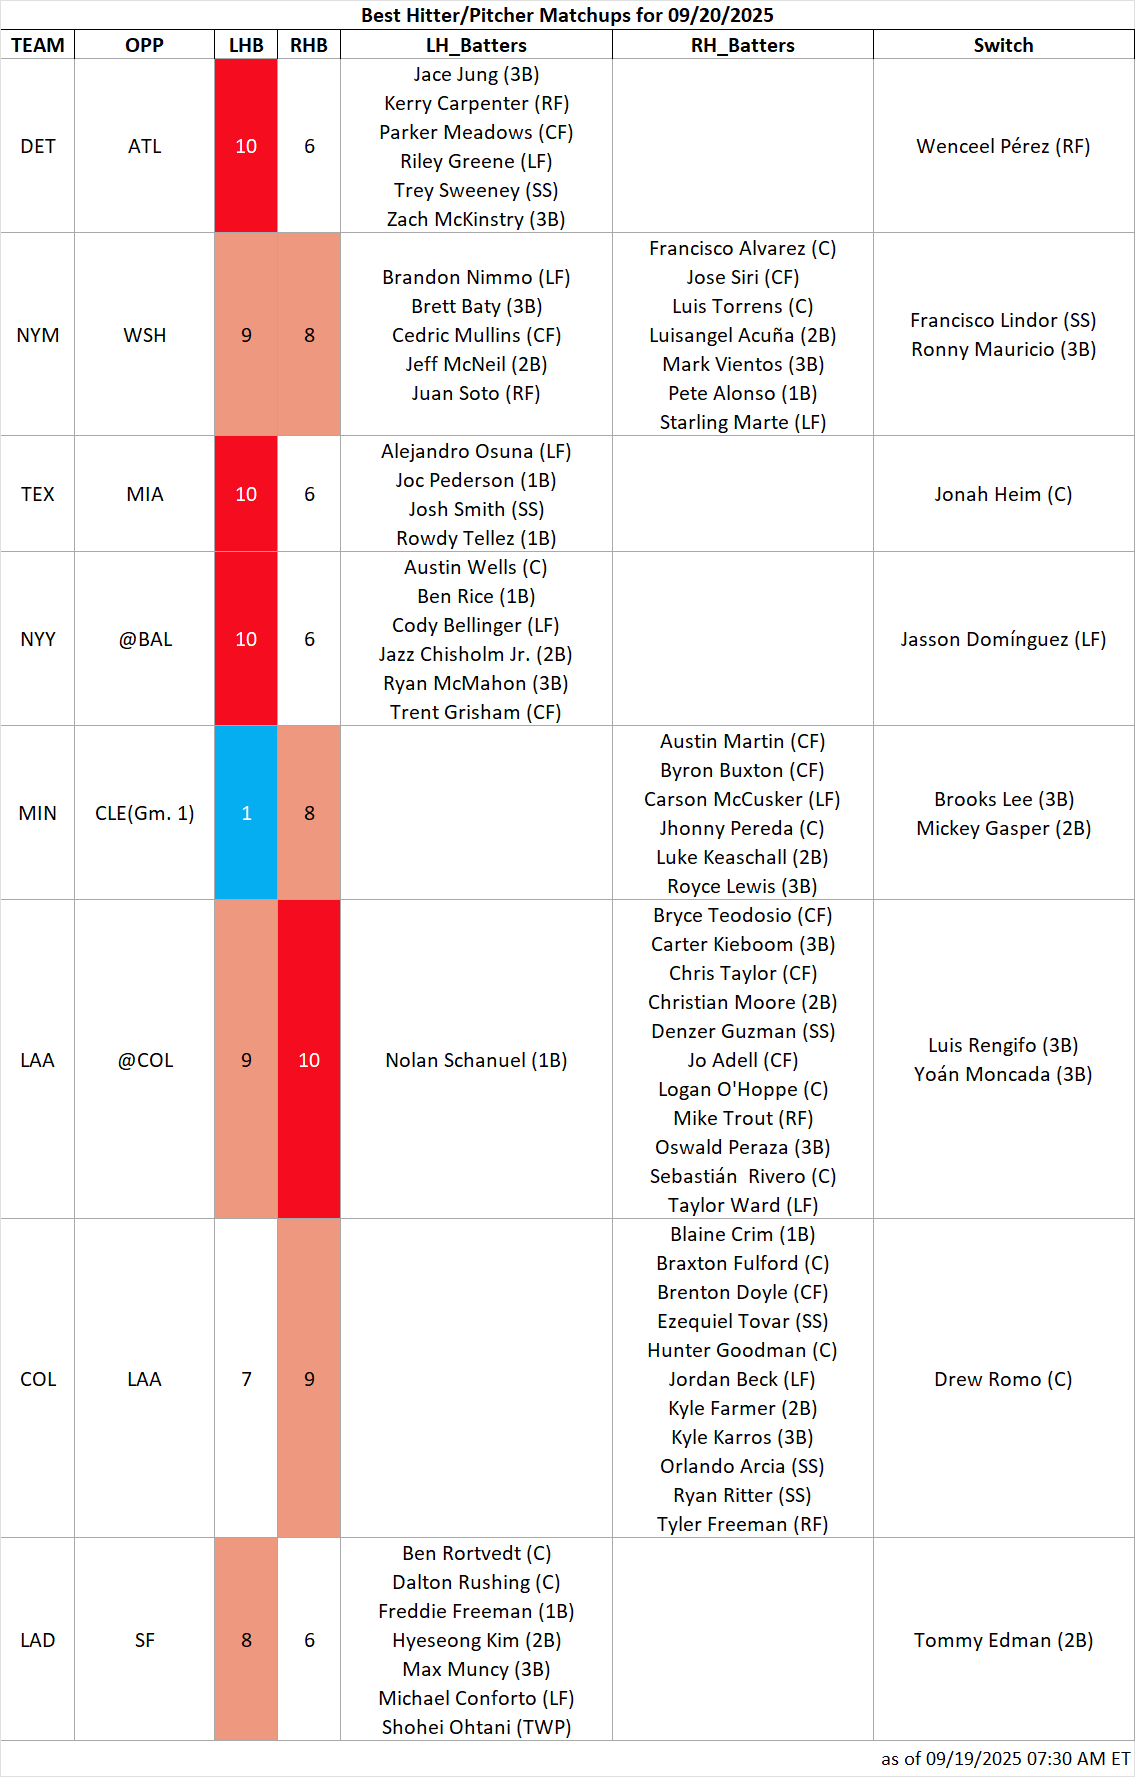 Best Hitter/Pitcher Matchups for 09/20/2025
TEAM OPP LHB RHB LH_Batters RH_Batters Switch
Jace Jung (3B)
Kerry Carpenter (RF)
Parker Meadows (CF)
DET ATL 10 6 Wenceel Pérez (RF)
Riley Greene (LF)
Trey Sweeney (SS)
Zach McKinstry (3B)
NYM WSH 9 8
Brandon Nimmo (LF)
Brett Baty (3B)
Cedric Mullins (CF)
Jeff McNeil (2B)
Juan Soto (RF)
Francisco Alvarez (C)
Jose Siri (CF)
Luis Torrens (C)
Luisangel Acuña (2B)
Mark Vientos (3B)
Pete Alonso (1B)
Starling Marte (LF)
Francisco Lindor (SS)
Ronny Mauricio (3B)
TEX MIA 10 6
Alejandro Osuna (LF)
Joc Pederson (1B)
Josh Smith (SS)
Rowdy Tellez (1B)
Jonah Heim (C)
NYY @BAL 10 6
Austin Wells (C)
Ben Rice (1B)
Cody Bellinger (LF)
Jazz Chisholm Jr. (2B)
Ryan McMahon (3B)
Trent Grisham (CF)
Jasson Domínguez (LF)
MIN CLE(Gm. 1) 1 8
Austin Martin (CF)
Byron Buxton (CF)
Carson McCusker (LF)
Jhonny Pereda (C)
Luke Keaschall (2B)
Royce Lewis (3B)
Brooks Lee (3B)
Mickey Gasper (2B)
LAA @COL 9 10
Nolan Schanuel (1B)
Bryce Teodosio (CF)
Carter Kieboom (3B)
Chris Taylor (CF)
Christian Moore (2B)
Denzer Guzman (SS)
Jo Adell (CF)
Logan O'Hoppe (C)
Mike Trout (RF)
Oswald Peraza (3B)
Sebastián  Rivero (C)
Taylor Ward (LF)
Luis Rengifo (3B)
Yoán Moncada (3B)
COL LAA 7 9
Blaine Crim (1B)
Braxton Fulford (C)
Brenton Doyle (CF)
Ezequiel Tovar (SS)
Hunter Goodman (C)
Jordan Beck (LF)
Kyle Farmer (2B)
Kyle Karros (3B)
Orlando Arcia (SS)
Ryan Ritter (SS)
Tyler Freeman (RF)
Drew Romo (C)
LAD SF 8 6
Ben Rortvedt (C)
Dalton Rushing (C)
Freddie Freeman (1B)
Hyeseong Kim (2B)
Max Muncy (3B)
Michael Conforto (LF)
Shohei Ohtani (TWP)
Tommy Edman (2B)
as of 09/19/2025 07:30 AM ET